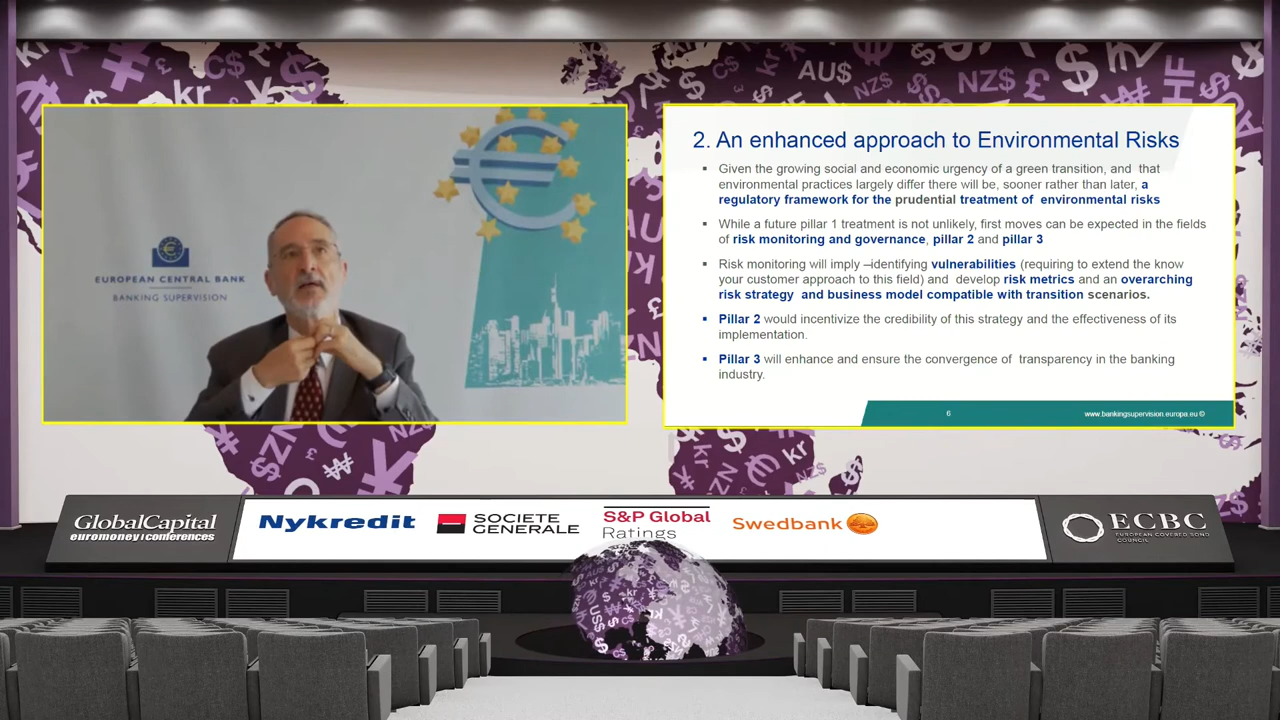 EUROPEAN CENTRAL BANK
BANKING SUPERVISION
2. An enhanced approach to Environmental Risks
Given the growing social and economic urgency of a green transition, and that
environmental practices largely differ there will be, sooner rather than later, a
regulatory framework for the prudential treatment of environmental risks
While a future pillar 1 treatment is not unlikely, first moves can be expected in the fields
of risk monitoring and governance, pillar 2 and pillar 3
Risk monitoring will imply –identifying vulnerabilities (requiring to extend the know
your customer approach to this field) and develop risk metrics and an overarching
risk strategy and business model compatible with transition scenarios.
Pillar 2 would incentivize the credibility of this strategy and the effectiveness of its
implementation.
Pillar 3 will enhance and ensure the convergence of transparency in the banking
industry.
6
www.bankingsupervision.europa.eu ©
GlobalCapital
euromoney conferences
Nykredit
SOCIETE
GENERALE
S&P Global
Ratings
Swedbank
ECBC
EUROPEAN COVERED BOND
COUNCIL
AU$
NZ$
C$
kr